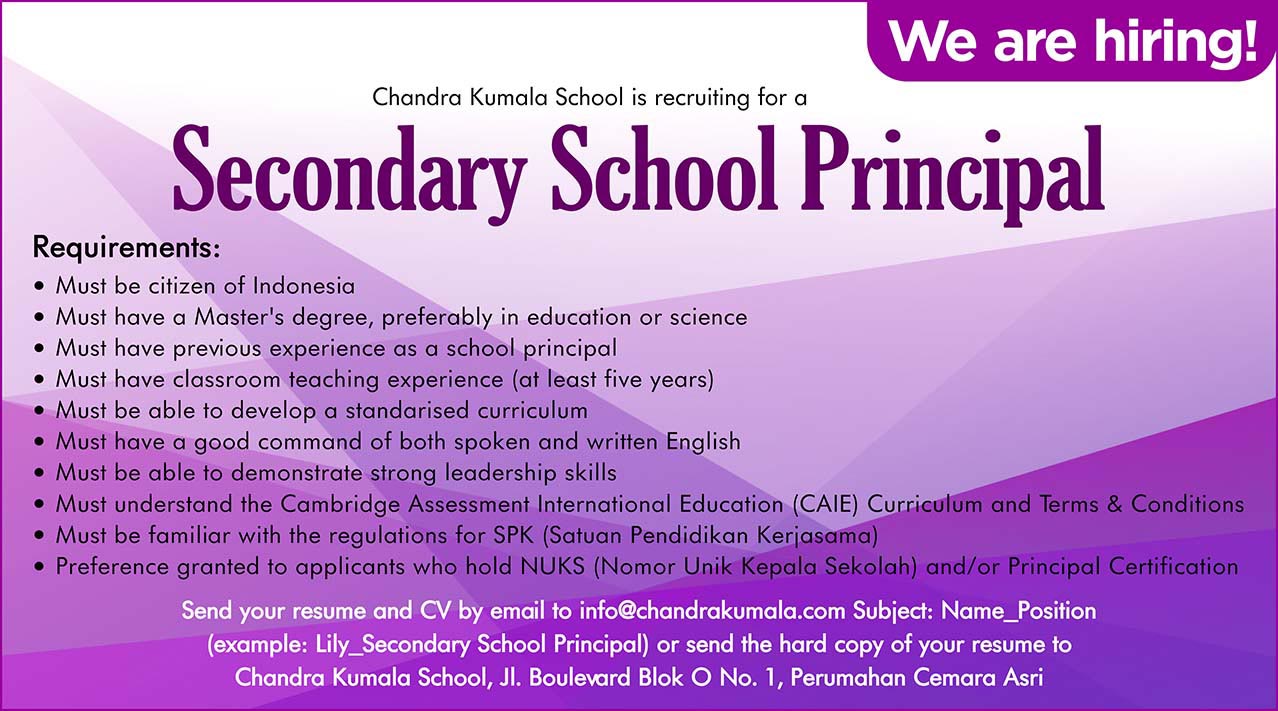 We are hiring!
Chandra Kumala School is recruiting for a
Secondary School Principal
Requirements:
• Must be citizen of Indonesia
• Must have a Master's degree, preferably in education or science
• Must have previous experience as a school principal
• Must have classroom teaching experience (at least five years)
• Must be able to develop a standarised curriculum
• Must have a good command of both spoken and written English
• Must be able to demonstrate strong leadership skills
• Must understand the Cambridge Assessment International Education (CAIE) Curriculum and Terms & Conditions
• Must be familiar with the regulations for SPK (Satuan Pendidikan Kerjasama)
• Preference granted to applicants who hold NUKS (Nomor Unik Kepala Sekolah) and/or Principal Certification
Send your resume and CV by email to info@chandrakumala.com Subject: Name_Position
(example: Lily_Secondary School Principal) or send the hard copy of your resume to
Chandra Kumala School, Jl. Boulevard Blok O No. 1, Perumahan Cemara Asri